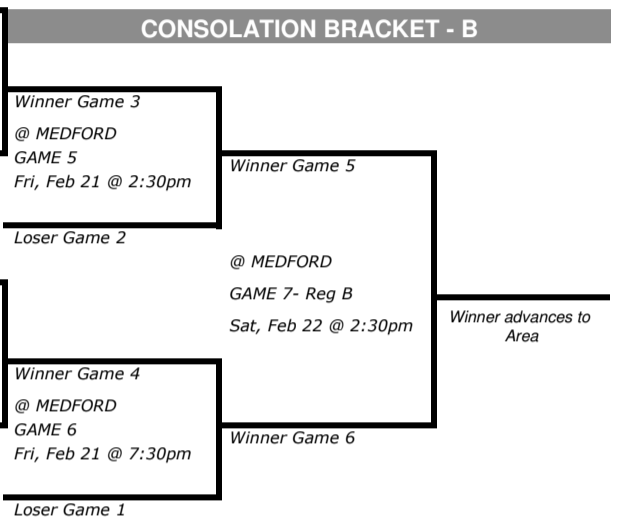 CONSOLATION BRACKET - B
Winner Game 3
@ MEDFORD
GAME 5
Fri, Feb 21 @ 2:30pm
Loser Game 2
Winner Game 5
@ MEDFORD
GAME 7- Reg B
Sat, Feb 22 @ 2:30pm
Winner advances to
Area
Winner Game 4
@ MEDFORD
GAME 6
Fri, Feb 21 @ 7:30pm
Loser Game 1
Winner Game 6